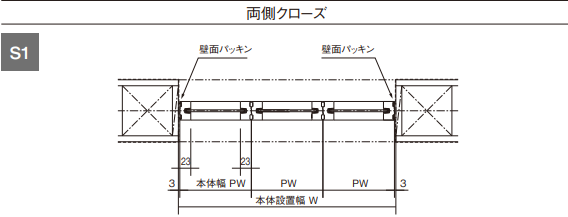 両側クローズ
S1
壁面パッキン 壁面パッキン
23 23
3 本体幅 PW PW PW 3
本体設置幅 W